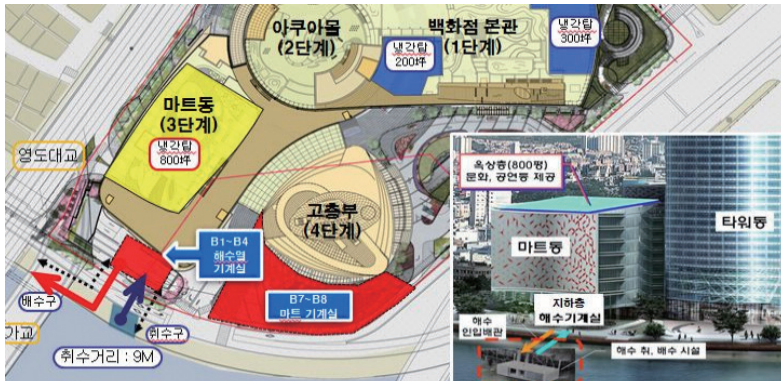 아쿠아몰
(2단계)
백화점 본관
(1단계)
냉각탑
200坪
냉각탑
300坪
마트동
(3단계)
냉각탑
800坪
영도대교
고층부
(4단계)
B1~B4
해수열
기계실
B7~B8
마트 기계실
배수구
가교
취수구
취수거리 : 9M
옥상층(800평)
문화, 공연동 제공
마트동
타워동
지하층
해수기계실
해수
인입배관
해수 취, 배수 시설